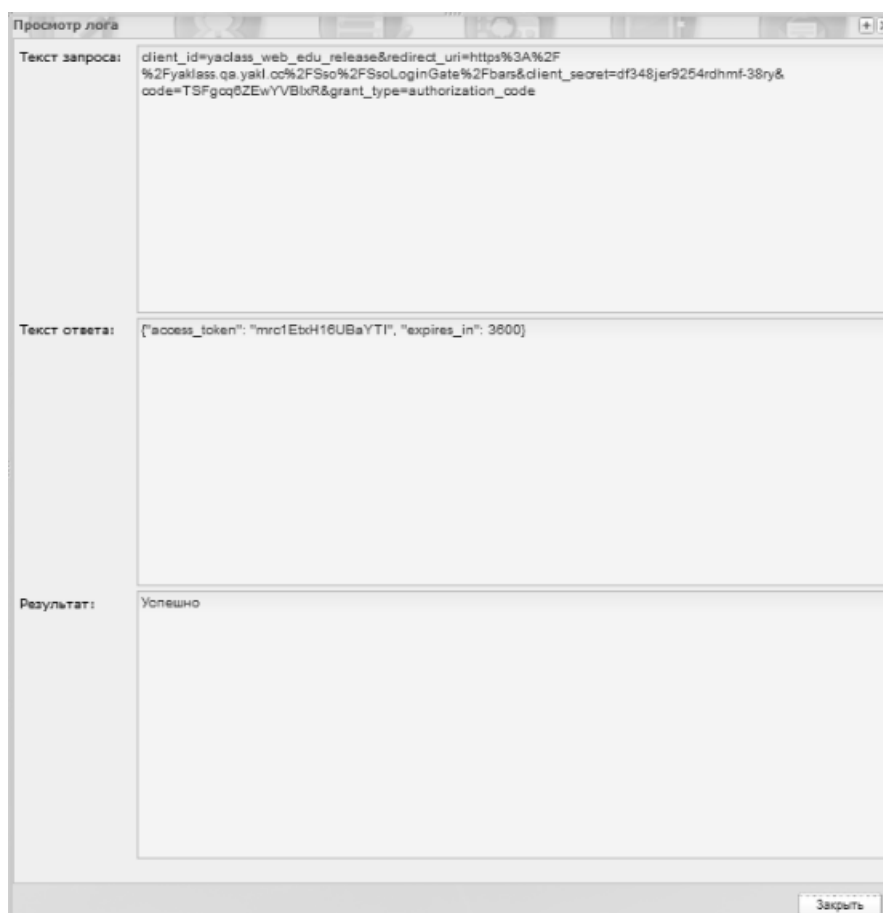 Просмотр лога
Текст запроса:
client_id=yaclass_web_edu_release&redirect_uri=https%3A%2F
%2Fyaklass.qa.yakl.cc%2FSso%2FSsoLoginGate%2Fbars&client_secret=df348jer9254rdhmf-38ry&
code=TSFgcq6ZEwYVBlxR&grant_type=authorization_code
Текст ответа:
{"access_token": "mrc1EtxH16UBaYTI", "expires_in": 3600}
Результат:
Успешно
Закрыть